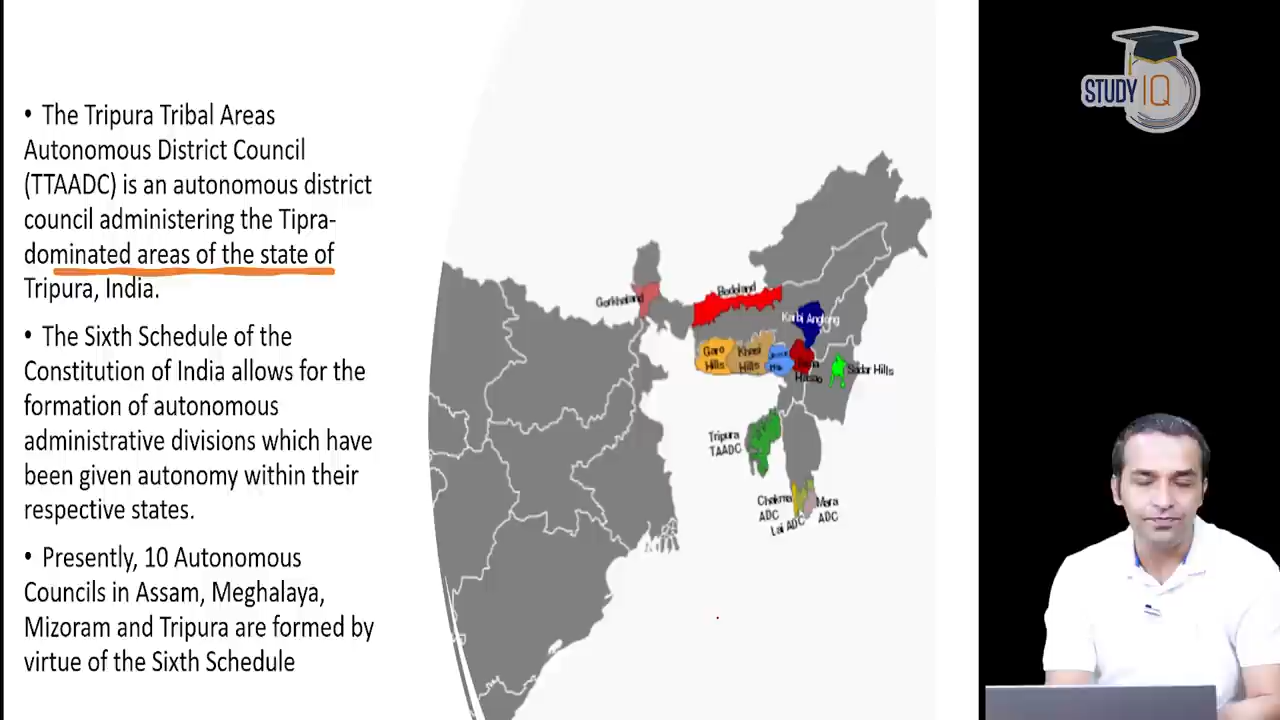 • The Tripura Tribal Areas
Autonomous District Council
(TTAADC) is an autonomous district
council administering the Tipra-
dominated areas of the state of
Tripura, India.
• The Sixth Schedule of the
Constitution of India allows for the
formation of autonomous
administrative divisions which have
been given autonomy within their
respective states.
• Presently, 10 Autonomous
Councils in Assam, Meghalaya,
Mizoram and Tripura are formed by
virtue of the Sixth Schedule
Gorkhaland
Bodoland
Karbi Anglong
Garo
Hills
Khasi
Hills
Hasao
Sadar Hills
Tripura
TAADC
Chakma
ADC
Lai ADC
Mara
ADC
STUDY IQ